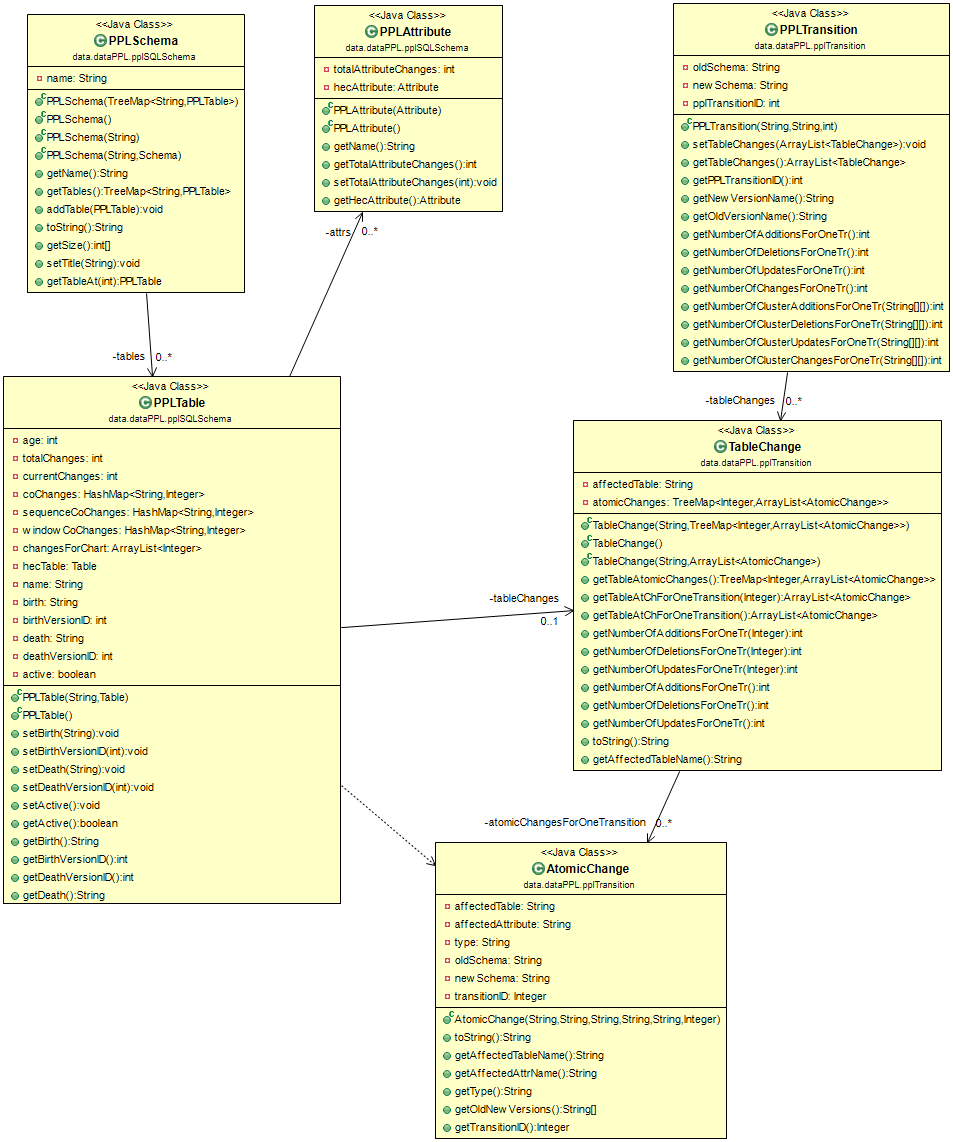 <<Java Class>>
PPLSchema
data.dataPPL.pplSQLSchema
name: String
PPLSchema(TreeMap<String,PPLTable>)
PPLSchema()
PPLSchema(String)
PPLSchema(String,Schema)
getName():String
getTables():TreeMap<String,PPLTable>
addTable(PPLTable):void
toString():String
getSize():int[]
setTitle(String):void
getTableAt(int):PPLTable
<<Java Class>>
PPLAttribute
data.dataPPL.pplSQLSchema
totalAttributeChanges: int
hecAttribute: Attribute
PPLAttribute(Attribute)
PPLAttribute()
getName():String
getTotalAttributeChanges():int
setTotalAttributeChanges(int):void
getHecAttribute():Attribute
<<Java Class>>
PPLTransition
data.dataPPL.pplTransition
oldSchema: String
newSchema: String
pplTransitionID: int
PPLTransition(String,String,int)
setTableChanges(ArrayList<TableChange>):void
getTableChanges():ArrayList<TableChange>
getPPLTransitionID():int
getNewVersionName():String
getOldVersionName():String
getNumberOfAdditionsForOneTr():int
getNumberOfDeletionsForOneTr():int
getNumberOfUpdatesForOneTr():int
getNumberOfChangesForOneTr():int
getNumberOfClusterAdditionsForOneTr(String[][]):int
getNumberOfClusterDeletionsForOneTr(String[][]):int
getNumberOfClusterUpdatesForOneTr(String[][]):int
getNumberOfClusterChangesForOneTr(String[][]):int
-attrs 0..*
-tables 0..*
-tableChanges 0..*
<<Java Class>>
PPLTable
data.dataPPL.pplSQLSchema
age: int
totalChanges: int
currentChanges: int
coChanges: HashMap<String,Integer>
sequenceCoChanges: HashMap<String,Integer>
windowCoChanges: HashMap<String,Integer>
changesForChart: ArrayList<Integer>
hecTable: Table
name: String
birth: String
birthVersionID: int
death: String
deathVersionID: int
active: boolean
PPLTable(String,Table)
PPLTable()
setBirth(String):void
setBirthVersionID(int):void
setDeath(String):void
setDeathVersionID(int):void
setActive():void
getActive():boolean
getBirth():String
getBirthVersionID():int
getDeathVersionID():int
getDeath():String
-tableChanges
0..1
<<Java Class>>
TableChange
data.dataPPL.pplTransition
affectedTable: String
atomicChanges: TreeMap<Integer,ArrayList<AtomicChange>>
TableChange(String,TreeMap<Integer,ArrayList<AtomicChange>>)
TableChange()
TableChange(String,ArrayList<AtomicChange>)
getTableAtomicChanges():TreeMap<Integer,ArrayList<AtomicChange>>
getTableAtChForOneTransition(Integer):ArrayList<AtomicChange>
getTableAtChForOneTransition():ArrayList<AtomicChange>
getNumberOfAdditionsForOneTr(Integer):int
getNumberOfDeletionsForOneTr(Integer):int
getNumberOfUpdatesForOneTr(Integer):int
getNumberOfAdditionsForOneTr():int
getNumberOfDeletionsForOneTr():int
getNumberOfUpdatesForOneTr():int
toString():String
getAffectedTableName():String
-atomicChangesForOneTransition 0..*
<<Java Class>>
AtomicChange
data.dataPPL.pplTransition
affectedTable: String
affectedAttribute: String
type: String
oldSchema: String
newSchema: String
transitionID: Integer
AtomicChange(String,String,String,String,String,Integer)
toString():String
getAffectedTableName():String
getAffectedAttrName():String
getType():String
getOldNewVersions():String[]
getTransitionID():Integer